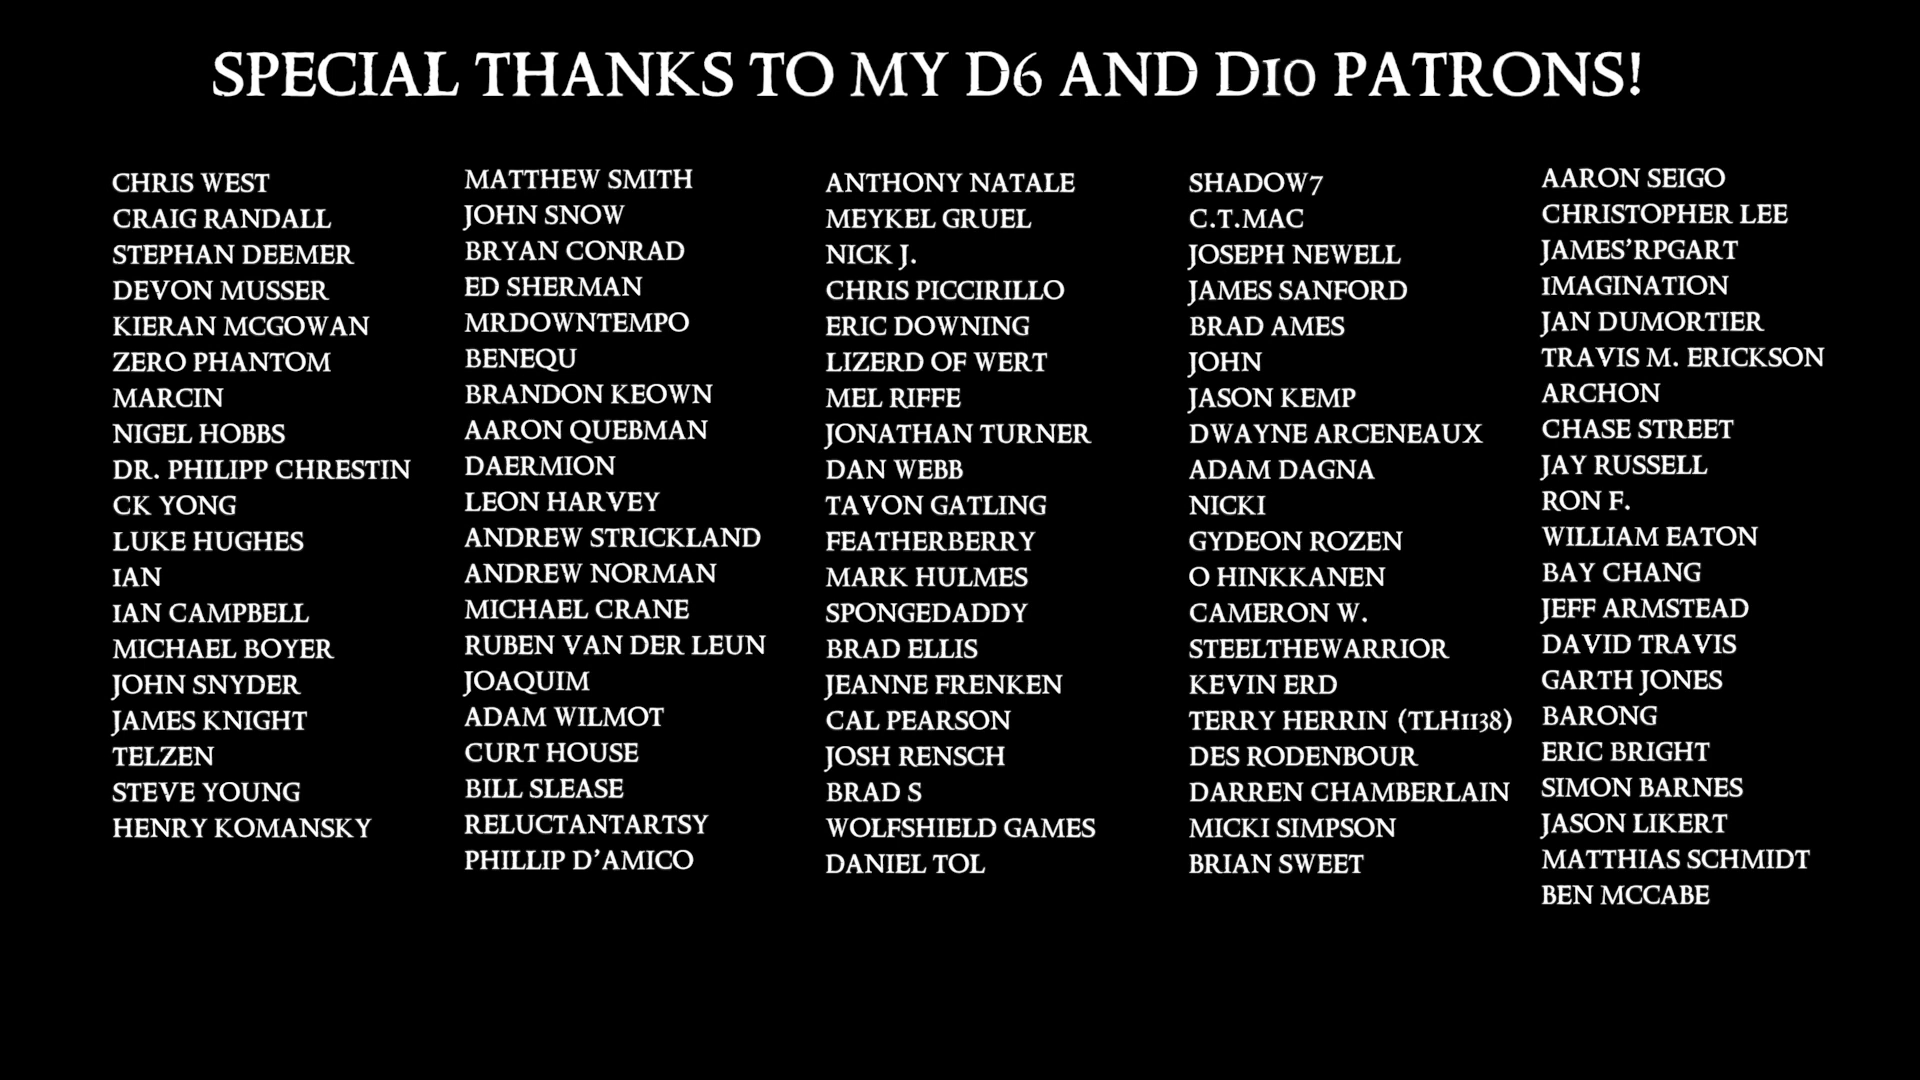 SPECIAL THANKS TO MY D6 AND D10 PATRONS!
CHRIS WEST
CRAIG RANDALL
STEPHAN DEEMER
DEVON MUSSER
KIERAN MCGOWAN
ZERO PHANTOM
MARCIN
NIGEL HOBBS
DR. PHILIPP CHRESTIN
CK YONG
LUKE HUGHES
IAN
IAN CAMPBELL
MICHAEL BOYER
JOHN SNYDER
JAMES KNIGHT
TELZEN
STEVE YOUNG
HENRY KOMANSKY
MATTHEW SMITH
JOHN SNOW
BRYAN CONRAD
ED SHERMAN
MRDOWNTEMPO
BENEQU
BRANDON KEOWN
AARON QUEBMAN
DAERMION
LEON HARVEY
ANDREW STRICKLAND
ANDREW NORMAN
MICHAEL CRANE
RUBEN VAN DER LEUN
JOAQUIM
ADAM WILMOT
CURT HOUSE
BILL SLEASE
RELUCTANTARTSY
PHILLIP D'AMICO
ANTHONY NATALE
MEYKEL GRUEL
NICK J.
CHRIS PICCIRILLO
ERIC DOWNING
LIZERD OF WERT
MEL RIFFE
JONATHAN TURNER
DAN WEBB
TAVON GATLING
FEATHERBERRY
MARK HULMES
SPONGEDADDY
BRAD ELLIS
JEANNE FRENKEN
CAL PEARSON
JOSH RENSCH
BRAD S
WOLFSHIELD GAMES
DANIEL TOL
SHADOW7
C.T.MAC
JOSEPH NEWELL
JAMES SANFORD
BRAD AMES
JOHN
JASON KEMP
DWAYNE ARCENEAUX
ADAM DAGNA
NICKI
GYDEON ROZEN
O HINKKANEN
CAMERON W.
STEELTHEWARRIOR
KEVIN ERD
TERRY HERRIN (TLH1138)
DES RODENBOUR
DARREN CHAMBERLAIN
MICKI SIMPSON
BRIAN SWEET
AARON SEIGO
CHRISTOPHER LEE
JAMES'RPGART
IMAGINATION
JAN DUMORTIER
TRAVIS M. ERICKSON
ARCHON
CHASE STREET
JAY RUSSELL
RON F.
WILLIAM EATON
BAY CHANG
JEFF ARMSTEAD
DAVID TRAVIS
GARTH JONES
BARONG
ERIC BRIGHT
SIMON BARNES
JASON LIKERT
MATTHIAS SCHMIDT
BEN MCCABE